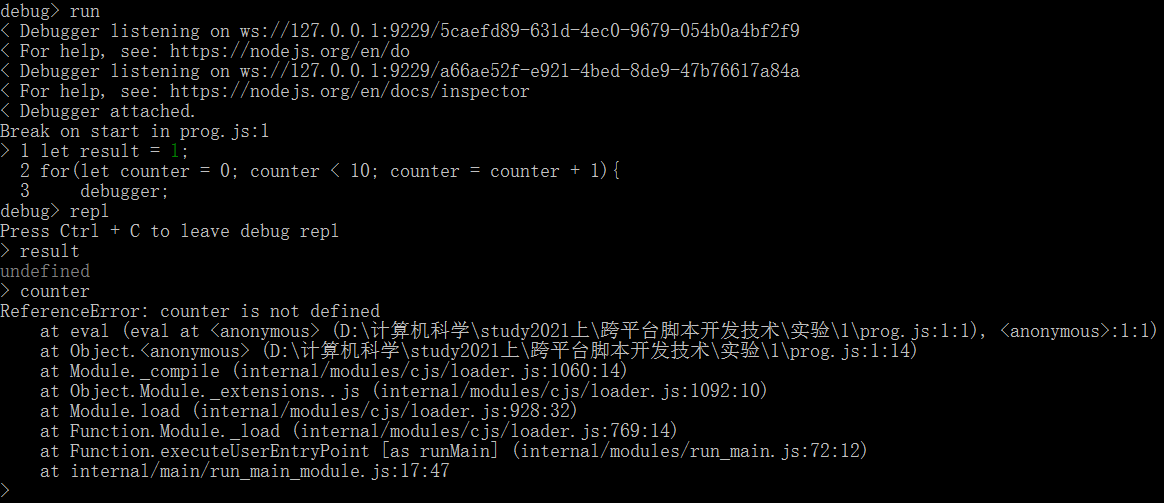 debug> run
< Debugger listening on ws://127.0.0.1:9229/5caefd89-631d-4ec0-9679-054b0a4bf2f9
< For help, see: https://nodejs.org/en/do
< Debugger listening on ws://127.0.0.1:9229/a66ae52f-e921-4bed-8de9-47b76617a84a
< For help, see: https://nodejs.org/en/docs/inspector
< Debugger attached.
Break on start in prog.js:1
> 1 let result = 1;
  2 for(let counter = 0; counter < 10; counter = counter + 1){
  3     debugger;
debug> repl
Press Ctrl + C to leave debug repl
> result
undefined
> counter
ReferenceError: counter is not defined
    at eval (eval at <anonymous> (D:\计算机科学\study2021上\跨平台脚本开发技术\实验\1\prog.js:1:1), <anonymous>:1:1)
    at Object.<anonymous> (D:\计算机科学\study2021上\跨平台脚本开发技术\实验\1\prog.js:1:14)
    at Module._compile (internal/modules/cjs/loader.js:1060:14)
    at Object.Module._extensions..js (internal/modules/cjs/loader.js:1092:10)
    at Module.load (internal/modules/cjs/loader.js:928:32)
    at Function.Module._load (internal/modules/cjs/loader.js:769:14)
    at Function.executeUserEntryPoint [as runMain] (internal/modules/run_main.js:72:12)
    at internal/main/run_main_module.js:17:47
>